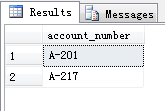 Results Messages
account_number
1 A-201
2 A-217